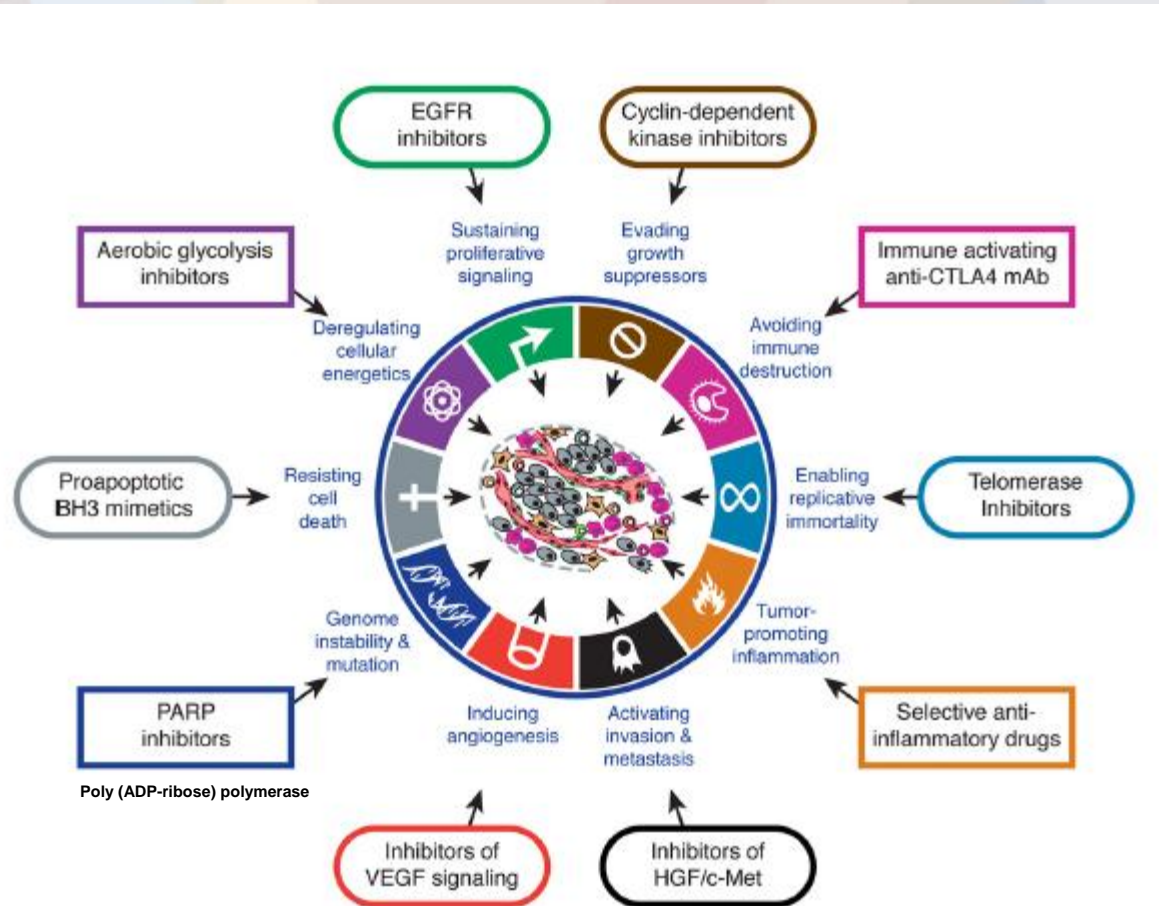 EGFR
inhibitors
Cyclin-dependent
kinase inhibitors
Sustaining
proliferative
signaling
Evading
growth
suppressors
Aerobic glycolysis
inhibitors
Immune activating
anti-CTLA4 mAb
Deregulating
cellular
energetics
Avoiding
immune
destruction
Proapoptotic
BH3 mimetics
Resisting
cell
death
Enabling
replicative
immortality
Telomerase
Inhibitors
Genome
instability &
mutation
Tumor-
promoting
inflammation
PARP
inhibitors
Poly (ADP-ribose) polymerase
Inducing
angiogenesis
Activating
invasion &
metastasis
Selective anti-
inflammatory drugs
Inhibitors of
VEGF signaling
Inhibitors of
HGF/c-Met